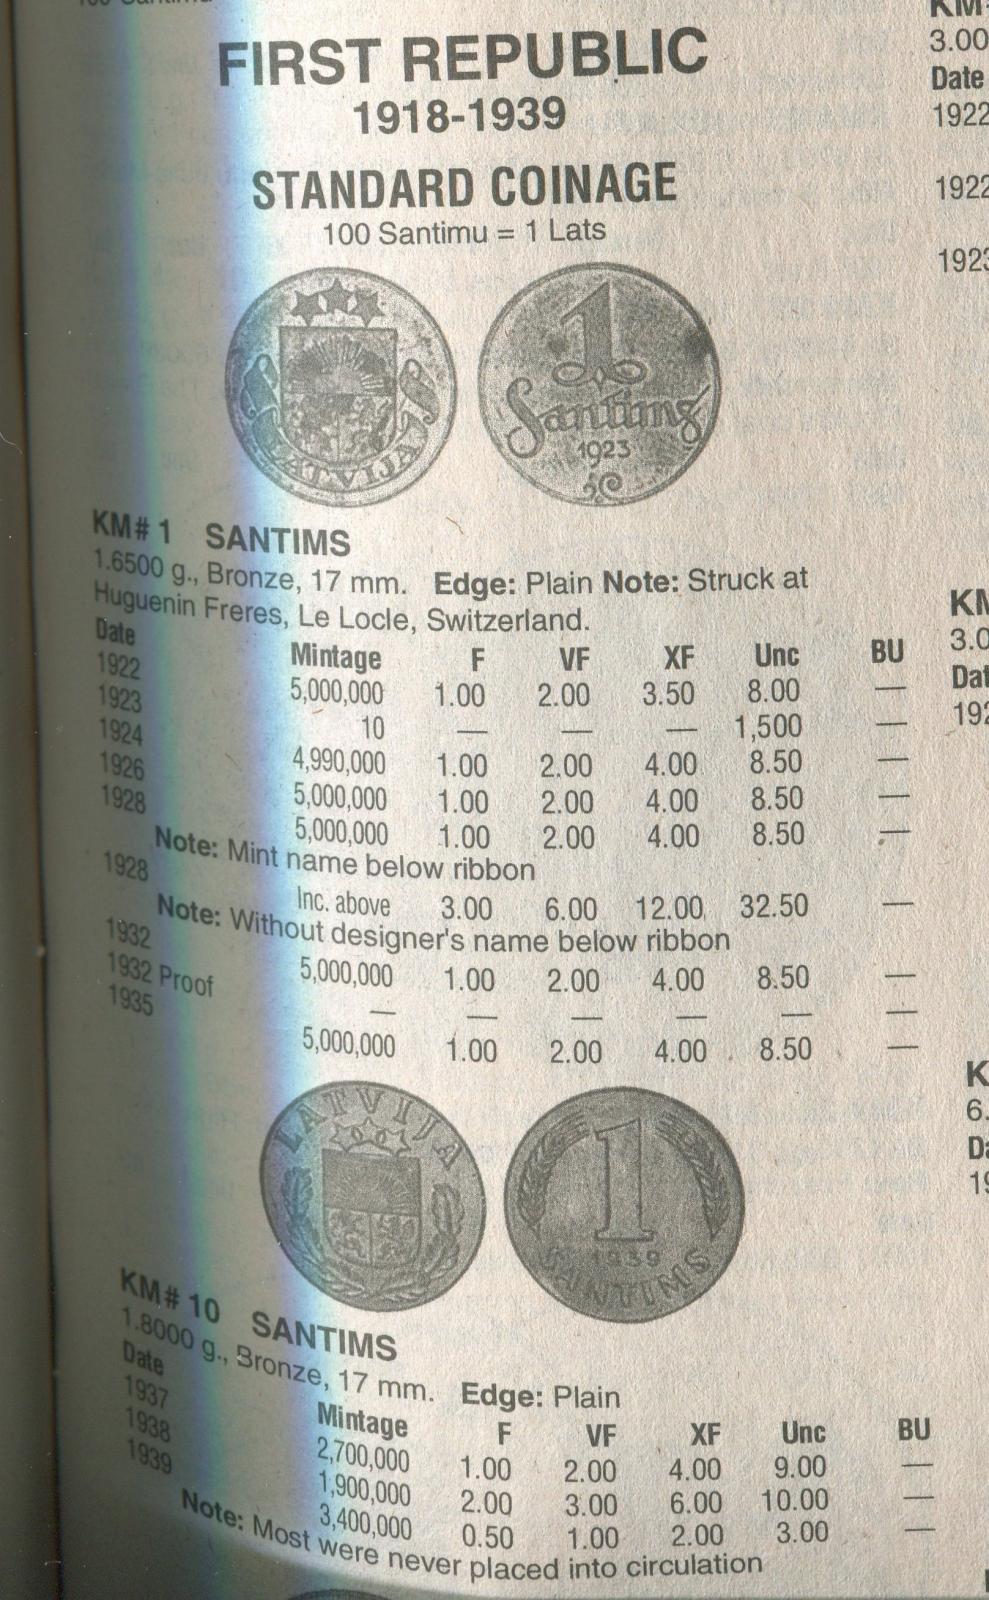 FIRST REPUBLIC
1918-1939
STANDARD COINAGE
100 Santimu = 1 Lats
LATVIJA
1
Santims
1923
KM# 1 SANTIMS
1.6500 g., Bronze, 17 mm. Edge: Plain Note: Struck at
Huguenin Freres, Le Locle, Switzerland.
Date Mintage F VF XF Unc BU
1922 5,000,000 1.00 2.00 3.50 8.00 —
1923 10 — — — 1,500 —
1924 4,990,000 1.00 2.00 4.00 8.50 —
1926 5,000,000 1.00 2.00 4.00 8.50 —
1928 5,000,000 1.00 2.00 4.00 8.50 —
Note: Mint name below ribbon
1928 Inc. above 3.00 6.00 12.00 32.50 —
Note: Without designer's name below ribbon
1932 5,000,000 1.00 2.00 4.00 8.50 —
1932 Proof — — — — — —
1935 5,000,000 1.00 2.00 4.00 8.50 —
LATVIJA
1
1939
SANTIMS
KM# 10 SANTIMS
1.8000 g., Bronze, 17 mm. Edge: Plain
Date Mintage F VF XF Unc BU
1937 2,700,000 1.00 2.00 4.00 9.00 —
1938 1,900,000 2.00 3.00 6.00 10.00 —
1939 3,400,000 0.50 1.00 2.00 3.00 —
Note: Most were never placed into circulation
KM
3.00
Date
1922
1922
1923
KM
3.0
Dat
192
K
6.
Da
19